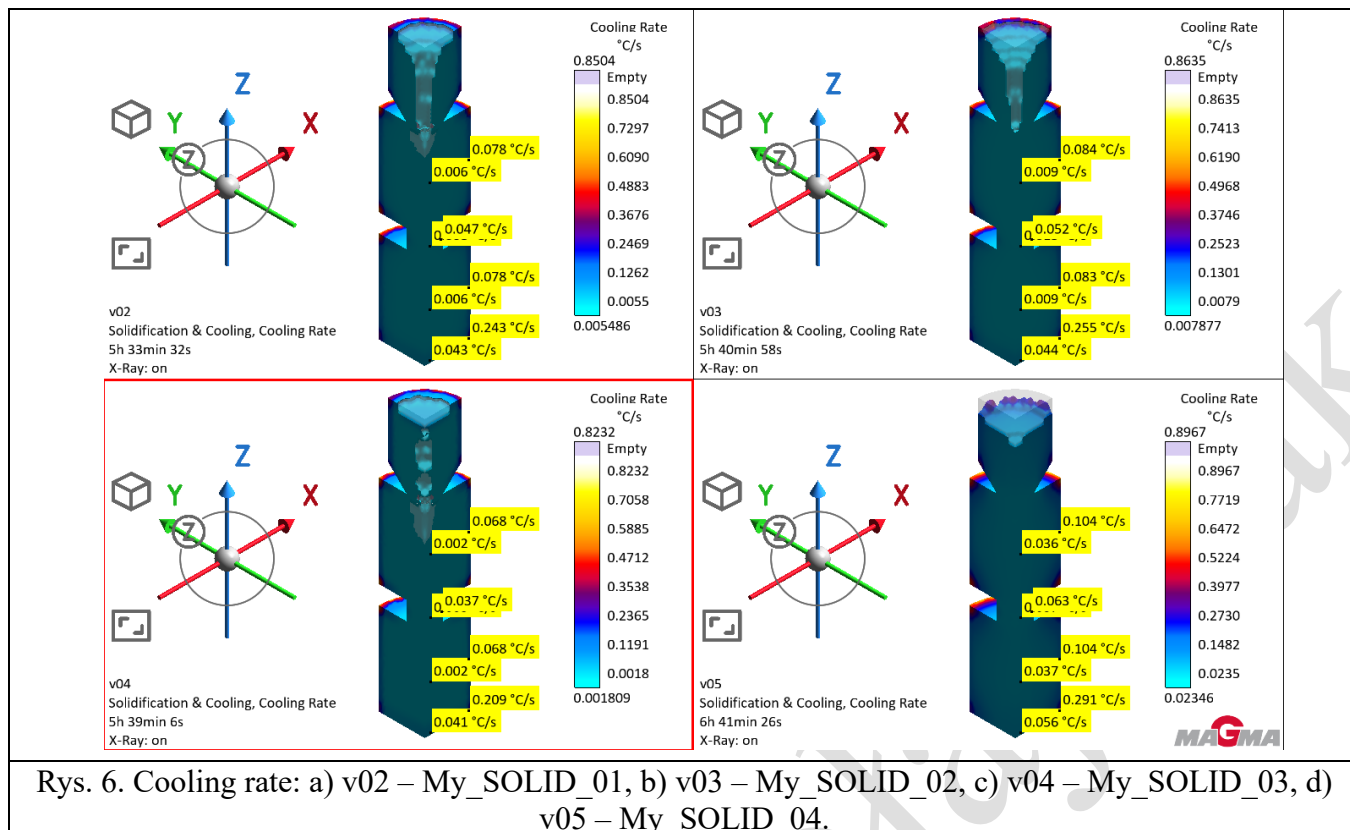 Cooling Rate
°C/s
0.8504
Empty
0.8504
0.7297
0.6090
0.4883
0.3676
0.2469
0.1262
0.0055
0.005486
Z
Y
X
Z
0.078 °C/s
0.006 °C/s
0.047 °C/s
0.078 °C/s
0.006 °C/s
0.243 °C/s
0.043 °C/s
v02
Solidification & Cooling, Cooling Rate
5h 33min 32s
X-Ray: on
Cooling Rate
°C/s
0.8635
Empty
0.8635
0.7413
0.6190
0.4968
0.3746
0.2523
0.1301
0.0079
0.007877
Z
Y
X
Z
0.084 °C/s
0.009 °C/s
0.052 °C/s
0.083 °C/s
0.009 °C/s
0.255 °C/s
0.044 °C/s
v03
Solidification & Cooling, Cooling Rate
5h 40min 58s
X-Ray: on
Cooling Rate
°C/s
0.8232
Empty
0.8232
0.7058
0.5885
0.4712
0.3538
0.2365
0.1191
0.0018
0.001809
Z
Y
X
Z
0.068 °C/s
0.002 °C/s
0.037 °C/s
0.068 °C/s
0.002 °C/s
0.209 °C/s
0.041 °C/s
v04
Solidification & Cooling, Cooling Rate
5h 39min 6s
X-Ray: on
Cooling Rate
°C/s
0.8967
Empty
0.8967
0.7719
0.6472
0.5224
0.3977
0.2730
0.1482
0.0235
0.02346
Z
Y
X
Z
0.104 °C/s
0.036 °C/s
0.063 °C/s
0.104 °C/s
0.037 °C/s
0.291 °C/s
0.056 °C/s
v05
Solidification & Cooling, Cooling Rate
6h 41min 26s
X-Ray: on
MAGMA
Rys. 6. Cooling rate: a) v02 – My_SOLID_01, b) v03 – My_SOLID_02, c) v04 – My_SOLID_03, d)
v05 – My_SOLID_04.